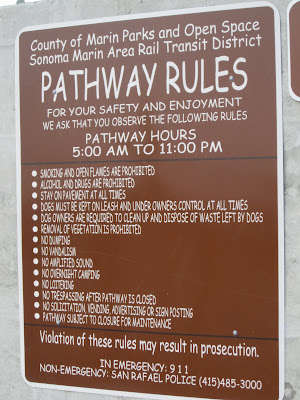 County of Marin Parks and Open Space
Sonoma Marin Area Rail Transit District
PATHWAY RULES
FOR YOUR SAFETY AND ENJOYMENT
WE ASK THAT YOU OBSERVE THE FOLLOWING RULES
PATHWAY HOURS
5:00 AM TO 11:00 PM
SMOKING AND OPEN FLAMES ARE PROHIBITED
ALCOHOL AND DRUGS ARE PROHIBITED
STAY ON PAVEMENT AT ALL TIMES
DOGS MUST BE KEPT ON LEASH AND UNDER OWNERS CONTROL AT ALL TIMES
DOG OWNERS ARE REQUIRED TO CLEAN UP AND DISPOSE OF WASTE LEFT BY DOGS
REMOVAL OF VEGETATION IS PROHIBITED
NO DUMPING
NO VANDALISM
NO AMPLIFIED SOUND
NO OVERNIGHT CAMPING
NO LOITERING
NO TRESPASSING AFTER PATHWAY IS CLOSED
NO SOLICITATION, VENDING, ADVERTISING OR SIGN POSTING
PATHWAY SUBJECT TO CLOSURE FOR MAINTENANCE
Violation of these rules may result in prosecution.
IN EMERGENCY: 911
NON-EMERGENCY: SAN RAFAEL POLICE (415)485-3000